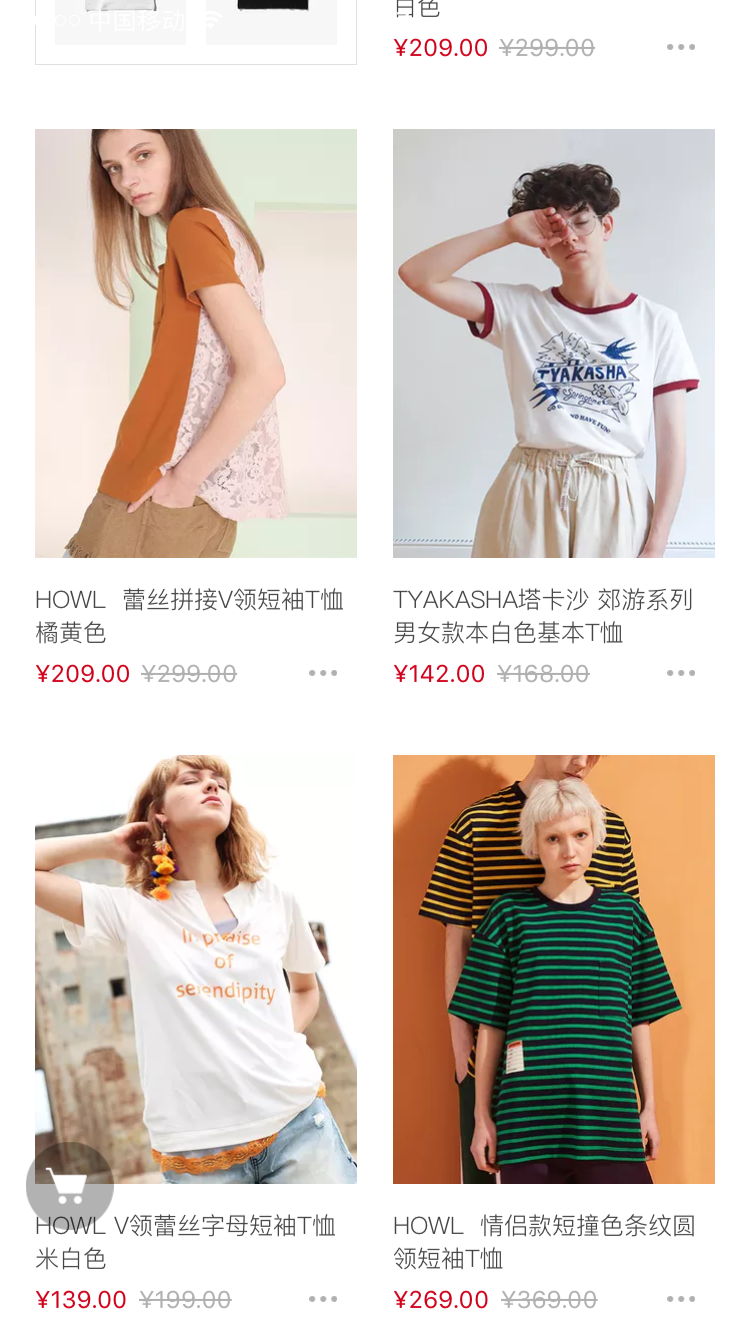 中国移动
白色
¥209.00 ¥299.00
TYAKASHA
Springtime
HAVE FUN!
HOWL 蕾丝拼接V领短袖T恤
橘黄色
¥209.00 ¥299.00
TYAKASHA塔卡沙 郊游系列
男女款本白色基本T恤
¥142.00 ¥168.00
In praise
of
serendipity
HOWL V领蕾丝字母短袖T恤
米白色
¥139.00 ¥199.00
HOWL 情侣款短撞色条纹圆
领短袖T恤
¥269.00 ¥369.00